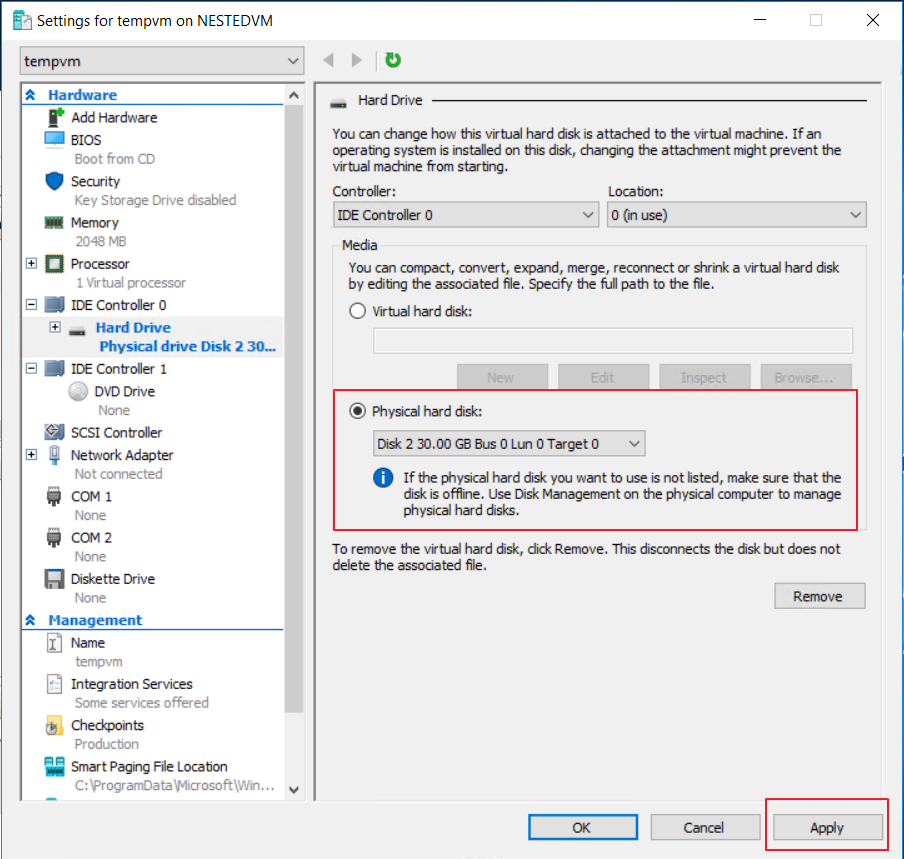 Settings for tempvm on NESTEDVM
tempvm
Hardware
Add Hardware
BIOS
Boot from CD
Security
Key Storage Drive disabled
Memory
2048 MB
Processor
1 Virtual processor
IDE Controller 0
Hard Drive
Physical drive Disk 2 30...
IDE Controller 1
DVD Drive
None
SCSI Controller
Network Adapter
Not connected
COM 1
None
COM 2
None
Diskette Drive
None
Management
Name
tempvm
Integration Services
Some services offered
Checkpoints
Production
Smart Paging File Location
C:\ProgramData\Microsoft\Win...
Hard Drive
You can change how this virtual hard disk is attached to the virtual machine. If an
operating system is installed on this disk, changing the attachment might prevent the
virtual machine from starting.
Controller:
Location:
IDE Controller 0
0 (in use)
Media
You can compact, convert, expand, merge, reconnect or shrink a virtual hard disk
by editing the associated file. Specify the full path to the file.
Virtual hard disk:
New
Edit
Inspect
Browse...
Physical hard disk:
Disk 2 30.00 GB Bus 0 Lun 0 Target 0
If the physical hard disk you want to use is not listed, make sure that the
disk is offline. Use Disk Management on the physical computer to manage
physical hard disks.
To remove the virtual hard disk, click Remove. This disconnects the disk but does not
delete the associated file.
Remove
OK
Cancel
Apply